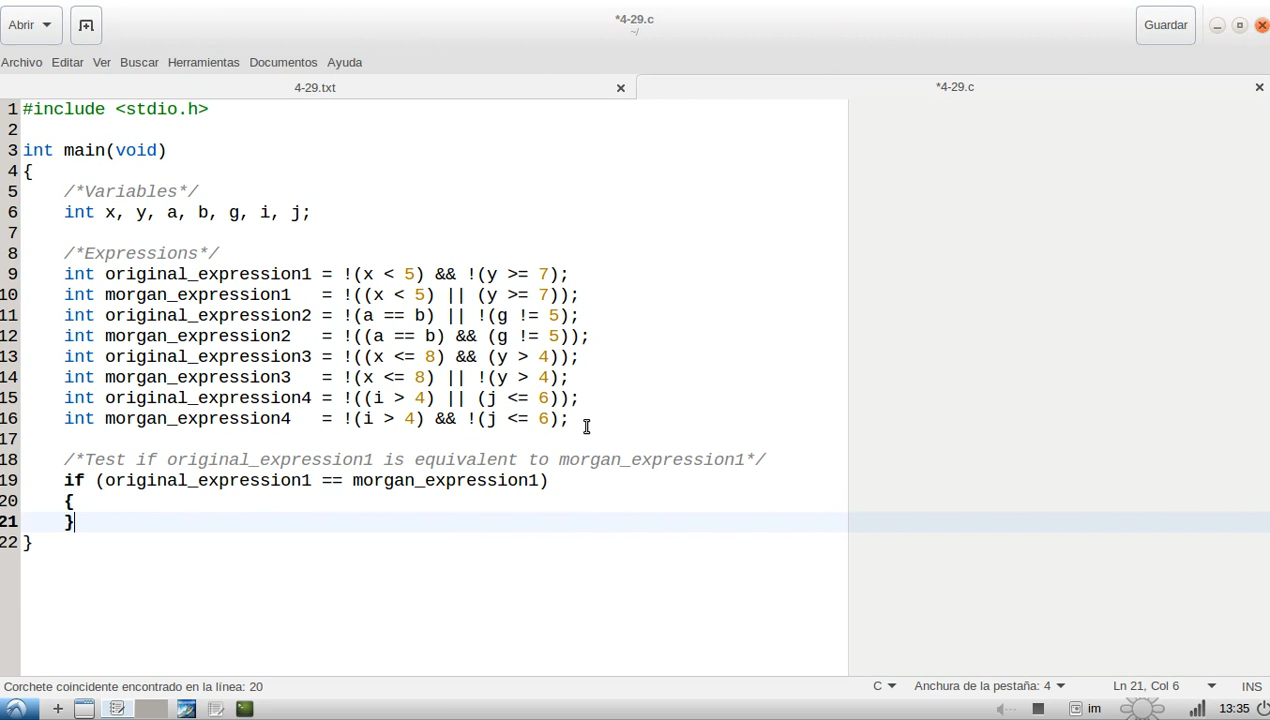 Abrir
*4-29.c
~/
Guardar
Archivo Editar Ver Buscar Herramientas Documentos Ayuda
4-29.txt
*4-29.c
1 #include <stdio.h>
2
3 int main(void)
4 {
5 /*Variables*/
6 int x, y, a, b, g, i, j;
7
8 /*Expressions*/
9 int original_expression1 = !(x < 5) && !(y >= 7);
10 int morgan_expression1 = !((x < 5) || (y >= 7));
11 int original_expression2 = !(a == b) || !(g != 5);
12 int morgan_expression2 = !((a == b) && (g != 5));
13 int original_expression3 = !((x <= 8) && (y > 4));
14 int morgan_expression3 = !(x <= 8) || !(y > 4);
15 int original_expression4 = !((i > 4) || (j <= 6));
16 int morgan_expression4 = !(i > 4) && !(j <= 6);
17
18 /*Test if original_expression1 is equivalent to morgan_expression1*/
19 if (original_expression1 == morgan_expression1)
20 {
21 }
22 }
Corchete coincidente encontrado en la línea: 20 C Anchura de la pestaña: 4 Ln 21, Col 6 INS
im 13:35